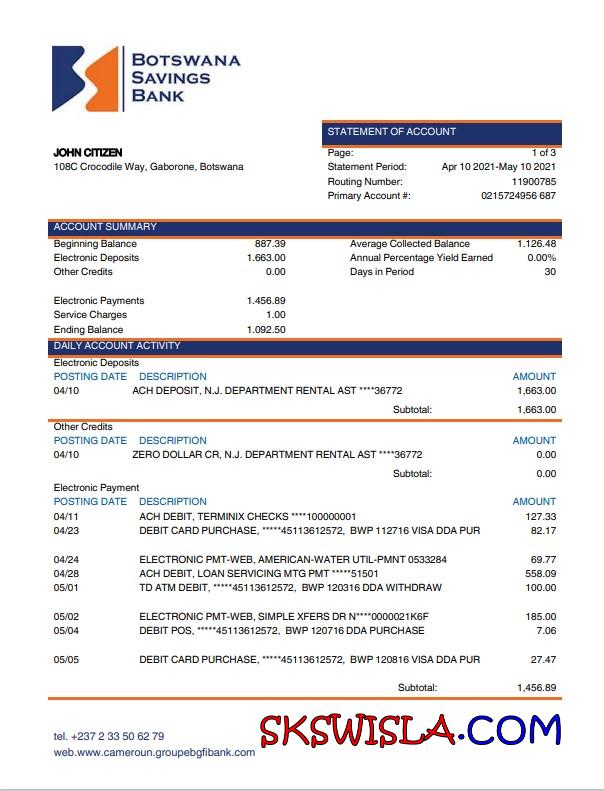 BOTSWANA
SAVINGS
BANK
STATEMENT OF ACCOUNT
JOHN CITIZEN
108C Crocodile Way, Gaborone, Botswana
Page: 1 of 3
Statement Period: Apr 10 2021-May 10 2021
Routing Number: 11900785
Primary Account #: 0215724956 687
ACCOUNT SUMMARY
Beginning Balance 887.39 Average Collected Balance 1.126.48
Electronic Deposits 1.663.00 Annual Percentage Yield Earned 0.00%
Other Credits 0.00 Days in Period 30
Electronic Payments 1.456.89
Service Charges 1.00
Ending Balance 1.092.50
DAILY ACCOUNT ACTIVITY
Electronic Deposits
POSTING DATE DESCRIPTION AMOUNT
04/10 ACH DEPOSIT, N.J. DEPARTMENT RENTAL AST ****36772 1,663.00
Subtotal: 1,663.00
Other Credits
POSTING DATE DESCRIPTION AMOUNT
04/10 ZERO DOLLAR CR, N.J. DEPARTMENT RENTAL AST ****36772 0.00
Subtotal: 0.00
Electronic Payment
POSTING DATE DESCRIPTION AMOUNT
04/11 ACH DEBIT, TERMINIX CHECKS ****100000001 127.33
04/23 DEBIT CARD PURCHASE, *****45113612572, BWP 112716 VISA DDA PUR 82.17
04/24 ELECTRONIC PMT-WEB, AMERICAN-WATER UTIL-PMNT 0533284 69.77
04/28 ACH DEBIT, LOAN SERVICING MTG PMT *****51501 558.09
05/01 TD ATM DEBIT, *****45113612572, BWP 120316 DDA WITHDRAW 100.00
05/02 ELECTRONIC PMT-WEB, SIMPLE XFERS DR N****0000021K6F 185.00
05/04 DEBIT POS, *****45113612572, BWP 120716 DDA PURCHASE 7.06
05/05 DEBIT CARD PURCHASE, *****45113612572, BWP 120816 VISA DDA PUR 27.47
Subtotal: 1,456.89
tel. +237 2 33 50 62 79
web.www.cameroun.groupebgfibank.com
SKSWISLA.COM